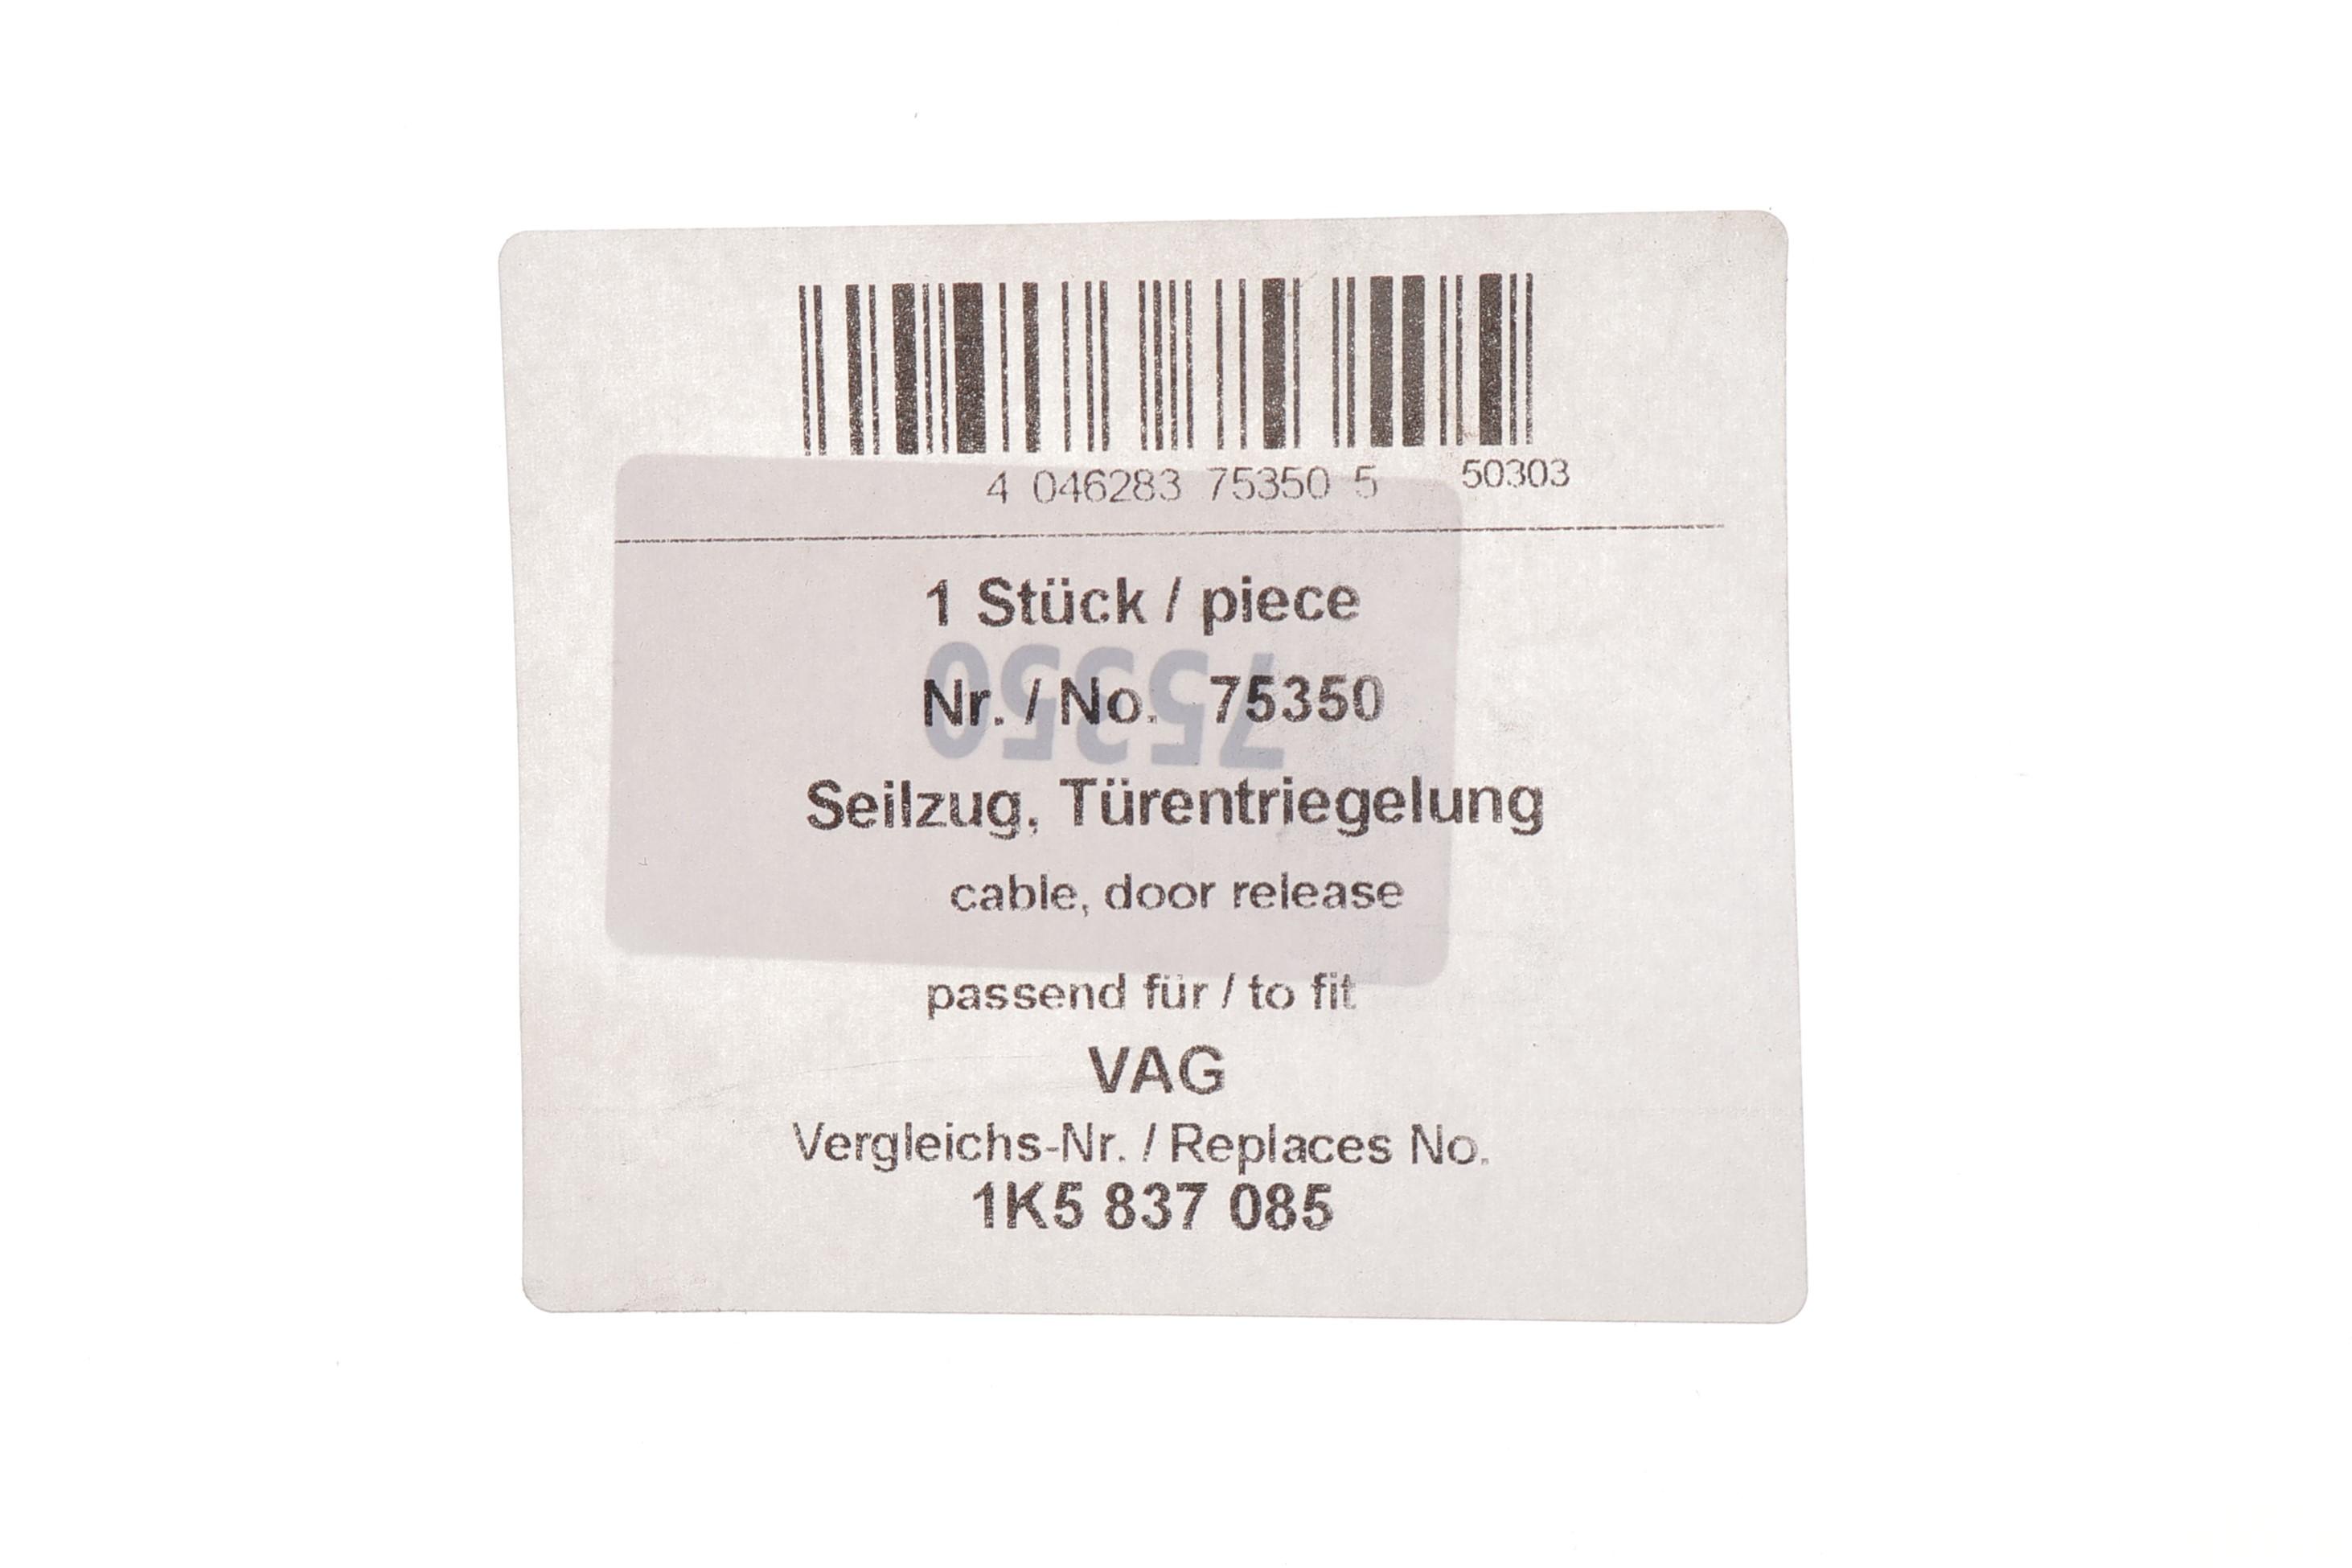 4 046283 75350 5 50303
1 Stück / piece
75350
Nr. / No. 75350
Seilzug, Türentriegelung
cable, door release
passend für / to fit
VAG
Vergleichs-Nr. / Replaces No.
1K5 837 085